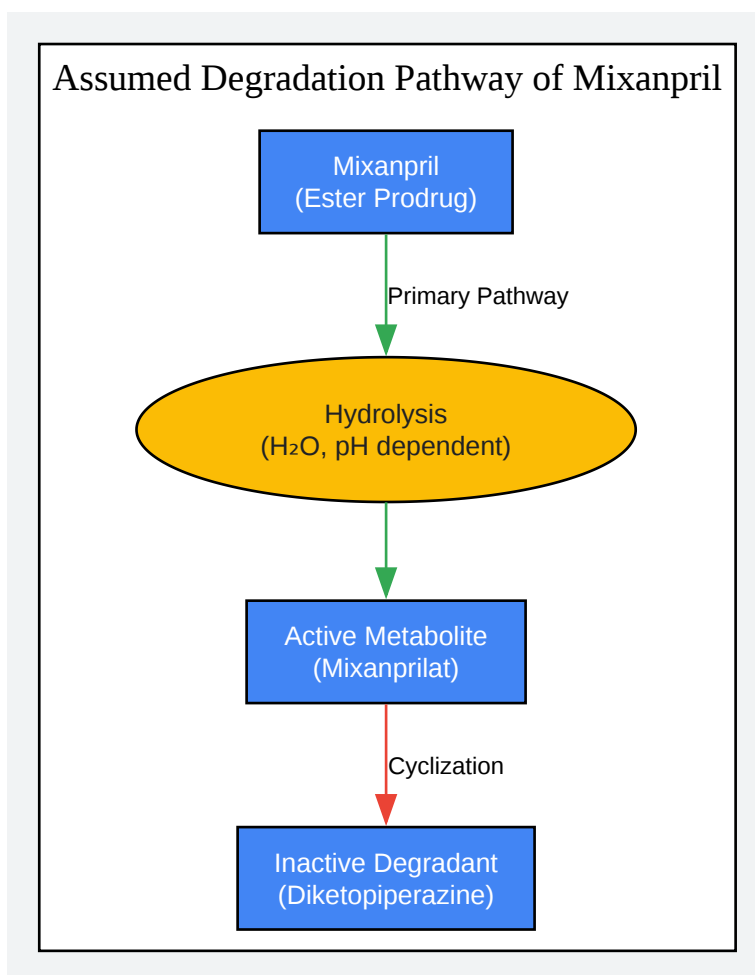 Assumed Degradation Pathway of Mixanpril
Mixanpril
(Ester Prodrug)
Primary Pathway
Hydrolysis
(H₂O, pH dependent)
Active Metabolite
(Mixanprilat)
Cyclization
Inactive Degradant
(Diketopiperazine)